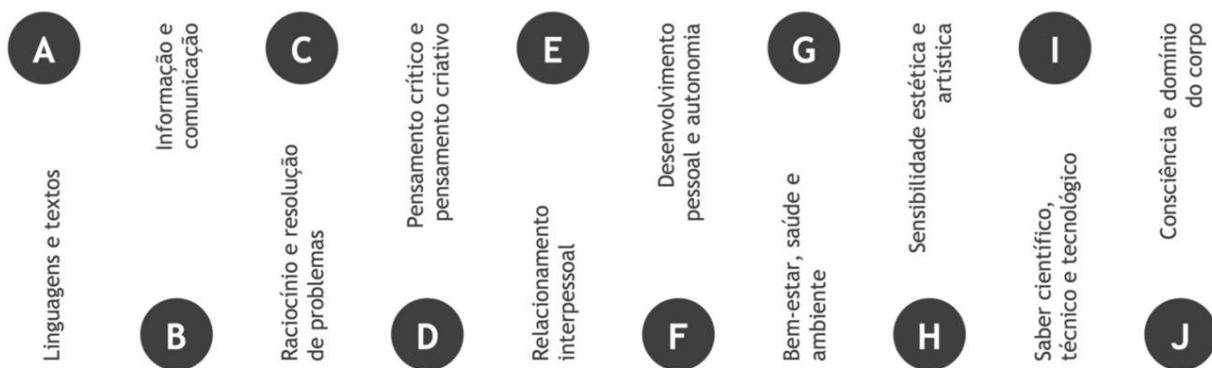 A
Linguagens e textos
B
Informação e
comunicação
C
Raciocínio e resolução
de problemas
D
Pensamento crítico e
pensamento criativo
E
Relacionamento
interpessoal
F
Desenvolvimento
pessoal e autonomia
G
Bem-estar, saúde e
ambiente
H
Sensibilidade estética e
artística
I
Saber científico,
técnico e tecnológico
J
Consciência e domínio
do corpo